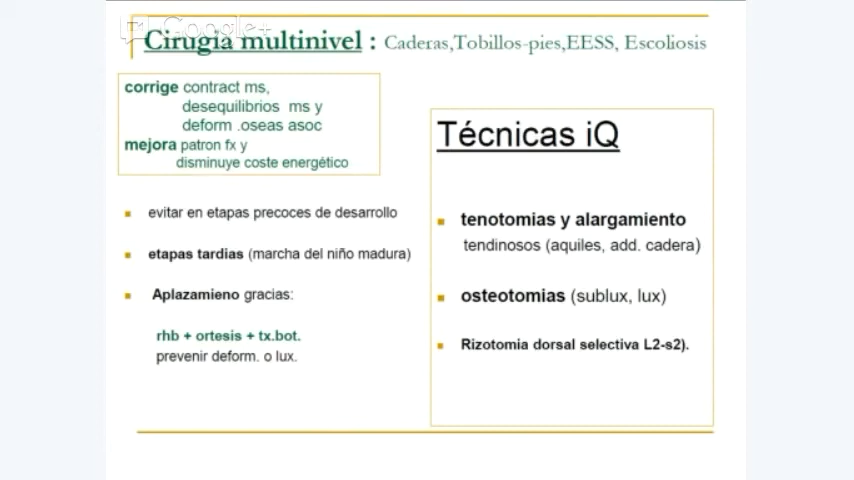 Google+
Cirugía multinivel : Caderas,Tobillos-pies,EESS, Escoliosis
corrige contract ms,
desequilibrios ms y
deform .oseas asoc
mejora patron fx y
disminuye coste energético
evitar en etapas precoces de desarrollo
etapas tardias (marcha del niño madura)
Aplazamieno gracias:
rhb + ortesis + tx.bot.
prevenir deform. o lux.
Técnicas iQ
tenotomias y alargamiento
tendinosos (aquiles, add. cadera)
osteotomias (sublux, lux)
Rizotomia dorsal selectiva L2-s2).